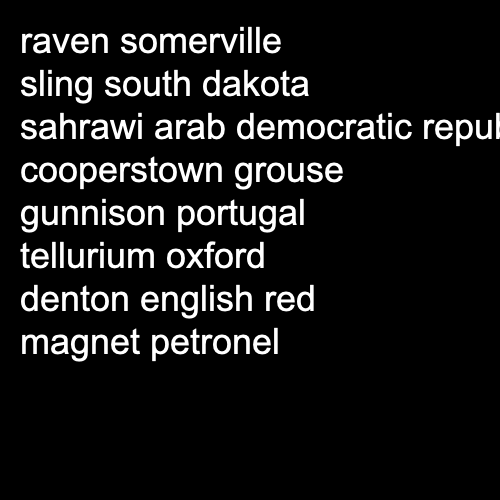 raven somerville
sling south dakota
sahrawi arab democratic
cooperstown grouse
gunnison portugal
tellurium oxford
denton english red
magnet petronel